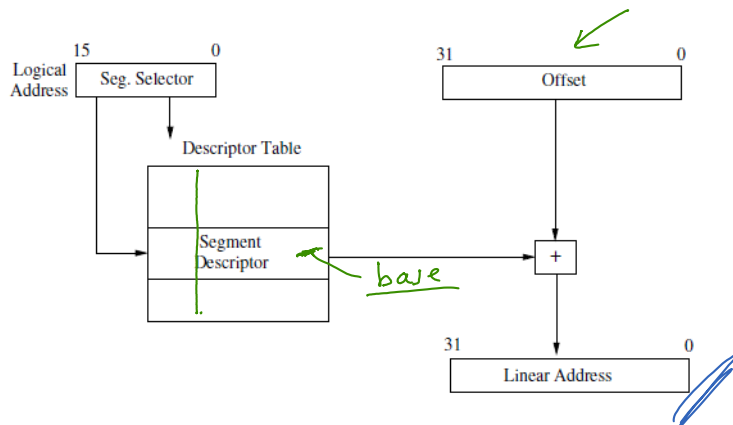 15 0
Logical Address
Seg. Selector
31 0
Offset
Descriptor Table
Segment
Descriptor
base
+
31 0
Linear Address